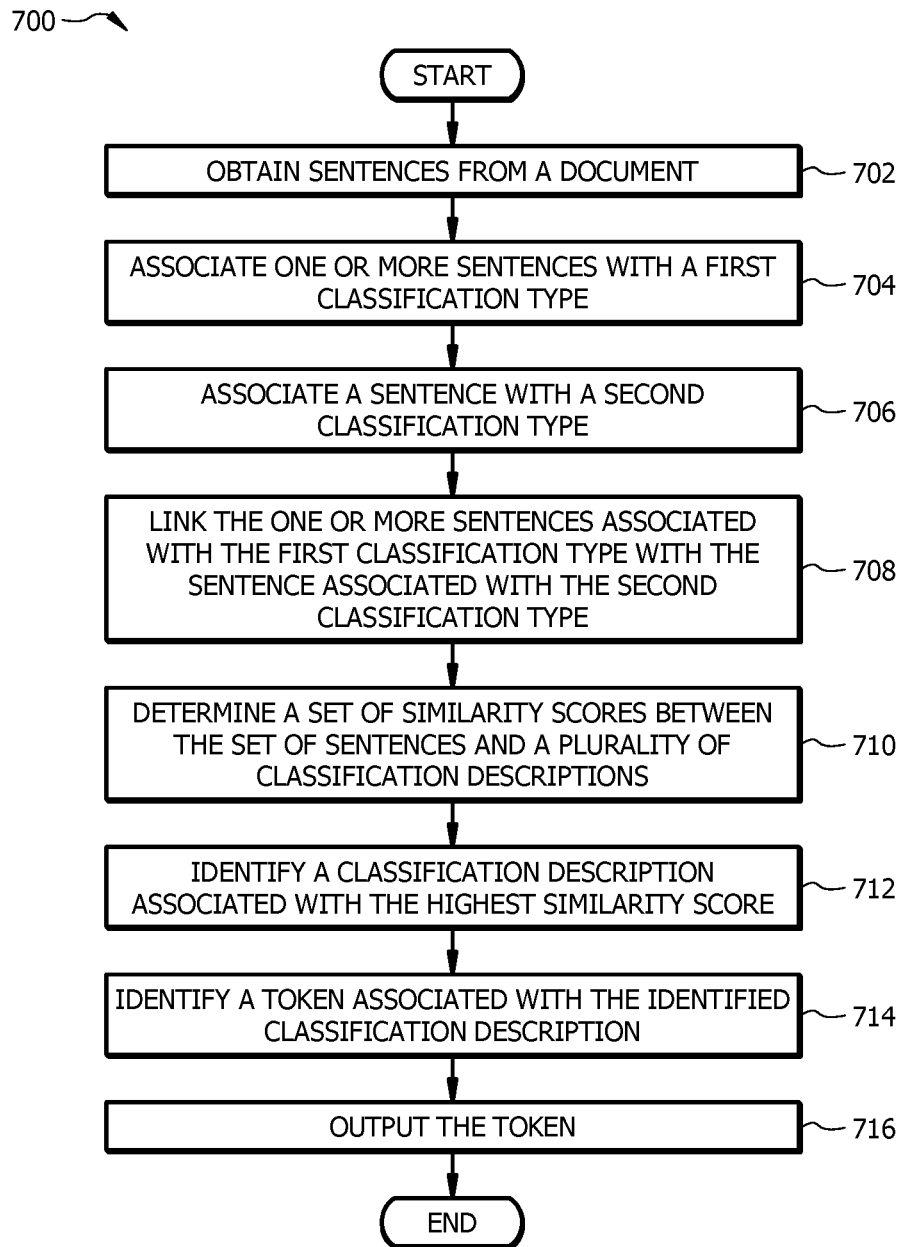 700
START
OBTAIN SENTENCES FROM A DOCUMENT
702
ASSOCIATE ONE OR MORE SENTENCES WITH A FIRST
CLASSIFICATION TYPE
704
ASSOCIATE A SENTENCE WITH A SECOND
CLASSIFICATION TYPE
706
LINK THE ONE OR MORE SENTENCES ASSOCIATED
WITH THE FIRST CLASSIFICATION TYPE WITH THE
SENTENCE ASSOCIATED WITH THE SECOND
CLASSIFICATION TYPE
708
DETERMINE A SET OF SIMILARITY SCORES BETWEEN
THE SET OF SENTENCES AND A PLURALITY OF
CLASSIFICATION DESCRIPTIONS
710
IDENTIFY A CLASSIFICATION DESCRIPTION
ASSOCIATED WITH THE HIGHEST SIMILARITY SCORE
712
IDENTIFY A TOKEN ASSOCIATED WITH THE IDENTIFIED
CLASSIFICATION DESCRIPTION
714
OUTPUT THE TOKEN
716
END